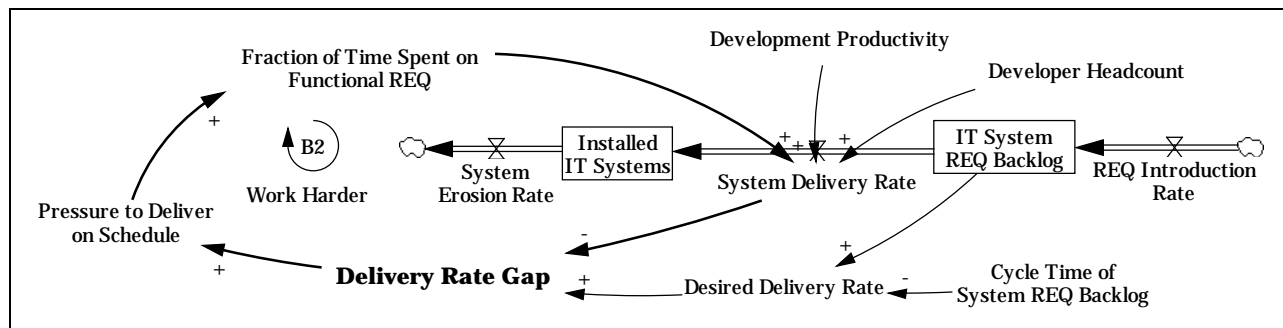 Development Productivity
Fraction of Time Spent on
Functional REQ
Developer Headcount
+
B2
Work Harder
Installed
IT Systems
System
Erosion Rate
+
+
+
System Delivery Rate
IT System
REQ Backlog
REQ Introduction
Rate
Pressure to Deliver
on Schedule
-
+
+
Delivery Rate Gap
+
Desired Delivery Rate
-
Cycle Time of
System REQ Backlog